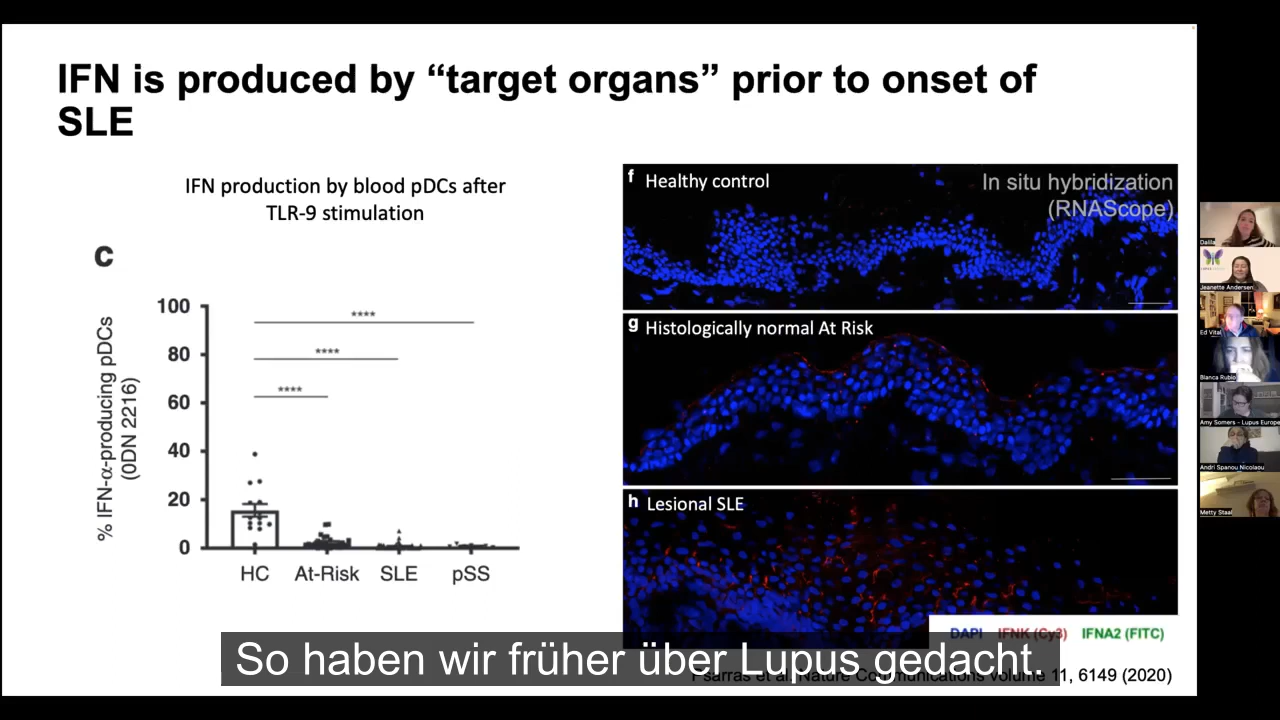 IFN is produced by “target organs” prior to onset of
SLE
IFN production by blood pDCs after
TLR-9 stimulation
c
% IFN-α-producing pDCs
(ODN 2216)
100
80
60
40
20
0
****
****
****
HC
At-Risk
SLE
pSS
f Healthy control
In situ hybridization
(RNAScope)
g Histologically normal At Risk
h Lesional SLE
DAPI IFNK (Cy3) IFNA2 (FITC)
Psarras et al. Nature Communications volume 11, 6149 (2020)
So haben wir früher über Lupus gedacht.
Dalila
Jeanette Andersen
Ed Vital
Bianca Rubio
Amy Somers - Lupus Europe
Andri Spanou Nicolaou
Metty Staal